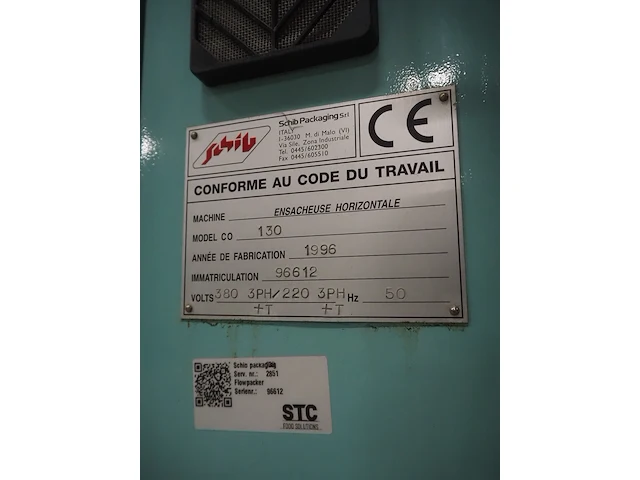 Schib
Schib Packaging S.r.l
ITALY
I-36030 M. di Malo (VI)
Via Sile, Zona Industriale
Tel. 0445/602300
Fax 0445/605510
CE
CONFORME AU CODE DU TRAVAIL
MACHINE ENSACHEUSE HORIZONTALE
MODEL CO 130
ANNÉE DE FABRICATION 1996
IMMATRICULATION 96612
VOLTS 380 3PH/220 3PH Hz 50
+T +T
Schib packaging
Serv. nr.: 2851
Flowpacker
Serienr.: 96612
STC
FOOD SOLUTIONS